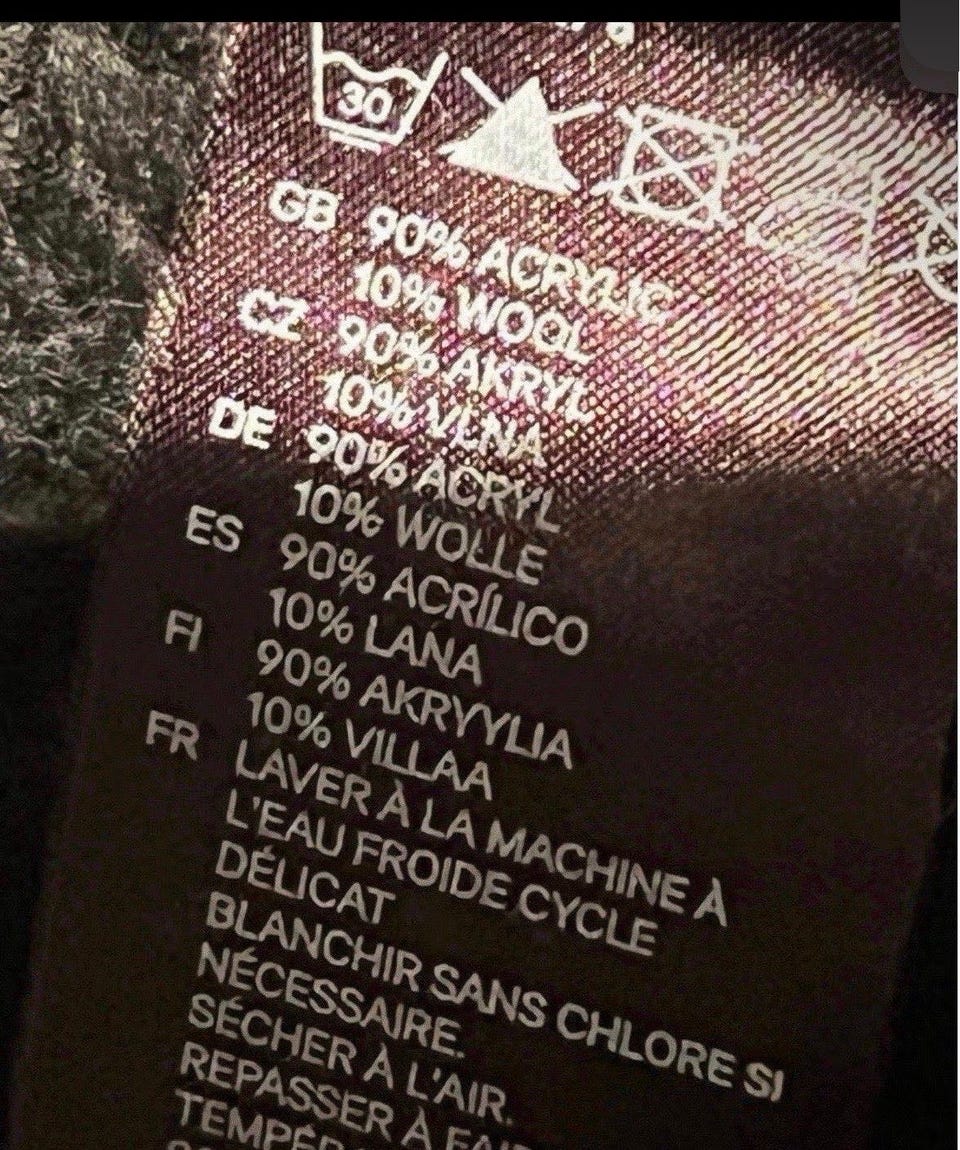 30
GB 90% ACRYLIC
10% WOOL
CZ 90% AKRYL
10% VLNA
DE 90% ACRYL
10% WOLLE
ES 90% ACRÍLICO
10% LANA
FI 90% AKRYYLIA
10% VILLAA
FR LAVER À LA MACHINE À
L'EAU FROIDE CYCLE
DÉLICAT
BLANCHIR SANS CHLORE SI
NÉCESSAIRE.
SÉCHER À L'AIR.
REPASSER À